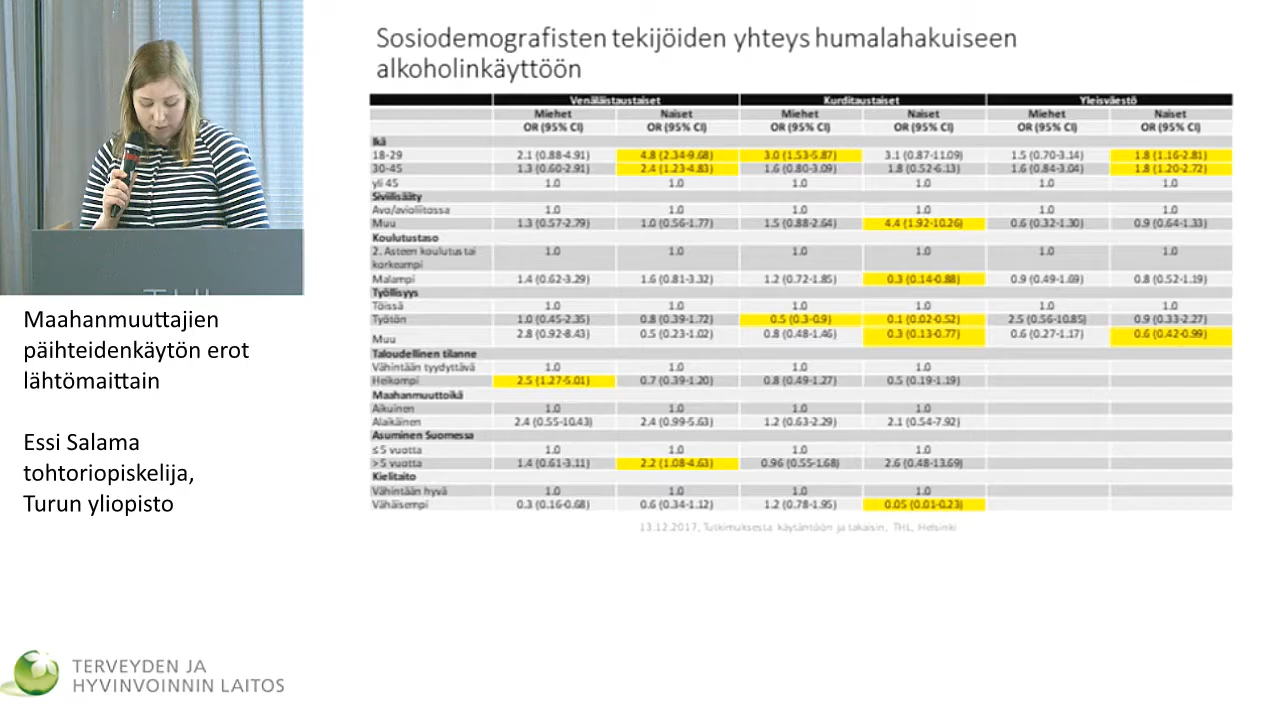 Sosiodemografisten tekijöiden yhteys humalahakuiseen
alkoholinkäyttöön
Venäläistaustaiset Kurditaustaiset Yleisväestö
Miehet Naiset Miehet Naiset Miehet Naiset
OR (95% CI) OR (95% CI) OR (95% CI) OR (95% CI) OR (95% CI) OR (95% CI)
Ikä
18-29 2.1 (0.88-4.91) 4.8 (2.34-9.68) 3.0 (1.53-5.87) 3.1 (0.87-11.09) 1.5 (0.70-3.14) 1.8 (1.16-2.81)
30-45 1.3 (0.60-2.91) 2.4 (1.23-4.83) 1.6 (0.80-3.09) 1.8 (0.52-6.13) 1.6 (0.84-3.04) 1.8 (1.20-2.72)
yli 45 1.0 1.0 1.0 1.0 1.0 1.0
Siviilisääty
Avo/avioliitossa 1.0 1.0 1.0 1.0 1.0 1.0
Muu 1.3 (0.57-2.79) 1.0 (0.56-1.77) 1.5 (0.88-2.64) 4.4 (1.92-10.26) 0.6 (0.32-1.30) 0.9 (0.64-1.33)
Koulutustaso
2. Asteen koulutus tai 1.0 1.0 1.0 1.0 1.0 1.0
korkeampi
Malampi 1.4 (0.62-3.29) 1.6 (0.81-3.32) 1.2 (0.72-1.85) 0.3 (0.14-0.88) 0.9 (0.49-1.69) 0.8 (0.52-1.19)
Työllisyys
Töissä 1.0 1.0 1.0 1.0 1.0 1.0
Työtön 1.0 (0.45-2.35) 0.8 (0.39-1.72) 0.5 (0.3-0.9) 0.1 (0.02-0.52) 2.5 (0.56-10.85) 0.9 (0.33-2.27)
Muu 2.8 (0.92-8.43) 0.5 (0.23-1.02) 0.8 (0.48-1.46) 0.3 (0.13-0.77) 0.6 (0.27-1.17) 0.6 (0.42-0.99)
Taloudellinen tilanne
Vähintään tyydyttävä 1.0 1.0 1.0 1.0
Heikompi 2.5 (1.27-5.01) 0.7 (0.39-1.20) 0.8 (0.49-1.27) 0.5 (0.19-1.19)
Maahanmuuttoikä
Aikuinen 1.0 1.0 1.0 1.0
Alaikäinen 2.4 (0.55-10.43) 2.4 (0.99-5.63) 1.2 (0.63-2.29) 2.1 (0.54-7.92)
Asuminen Suomessa
≤ 5 vuotta 1.0 1.0 1.0 1.0
> 5 vuotta 1.4 (0.61-3.11) 2.2 (1.08-4.63) 0.96 (0.55-1.68) 2.6 (0.48-13.69)
Kielitaito
Vähintään hyvä 1.0 1.0 1.0 1.0
Vähäisempi 0.3 (0.16-0.68) 0.6 (0.34-1.12) 1.2 (0.78-1.95) 0.05 (0.01-0.23)
13.12.2017, Tutkimuksesta käytäntöön ja takaisin, THL, Helsinki
Maahanmuuttajien
päihteidenkäytön erot
lähtömaittain
Essi Salama
tohtoriopiskelija,
Turun yliopisto
TERVEYDEN JA
HYVINVOINNIN LAITOS